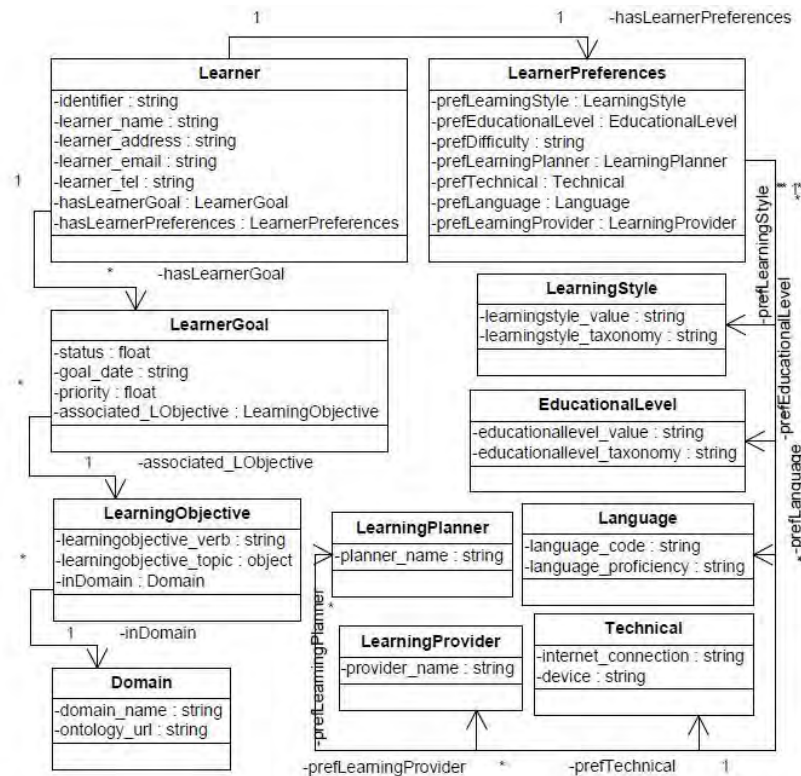 1 1 -hasLearnerPreferences
Learner
-identifier : string
-learner_name : string
-learner_address : string
-learner_email : string
-learner_tel : string
-hasLearnerGoal : LearnerGoal
-hasLearnerPreferences : LearnerPreferences
LearnerPreferences
-prefLearningStyle : LearningStyle
-prefEducationalLevel : EducationalLevel
-prefDifficulty : string
-prefLearningPlanner : LearningPlanner
-prefTechnical : Technical
-prefLanguage : Language
-prefLearningProvider : LearningProvider
1
* -hasLearnerGoal
LearnerGoal
-status : float
-goal_date : string
-priority : float
-associated_LObjective : LearningObjective
*
1 -associated_LObjective
LearningObjective
-learningobjective_verb : string
-learningobjective_topic : object
-inDomain : Domain
*
1 -inDomain
Domain
-domain_name : string
-ontology_url : string
LearningStyle
-learningstyle_value : string
-learningstyle_taxonomy : string
-prefLearningStyle
EducationalLevel
-educationallevel_value : string
-educationallevel_taxonomy : string
-prefEducationalLevel
Language
-language_code : string
-language_proficiency : string
*
-prefLanguage
LearningPlanner
-planner_name : string
*
-prefLearningPlanner
LearningProvider
-provider_name : string
Technical
-internet_connection : string
-device : string
-prefLearningProvider * -prefTechnical 1